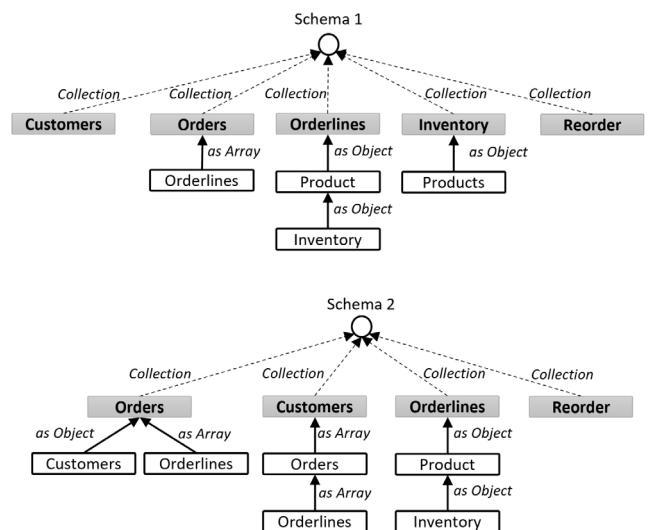 Schema 1
Collection Collection Collection Collection Collection
Customers Orders Orderlines Inventory Reorder
as Array as Object as Object
Orderlines Product Products
as Object
Inventory
Schema 2
Collection Collection Collection Collection
Orders Customers Orderlines Reorder
as Object as Array as Array as Object
Customers Orderlines Orders Product
as Array as Object
Orderlines Inventory